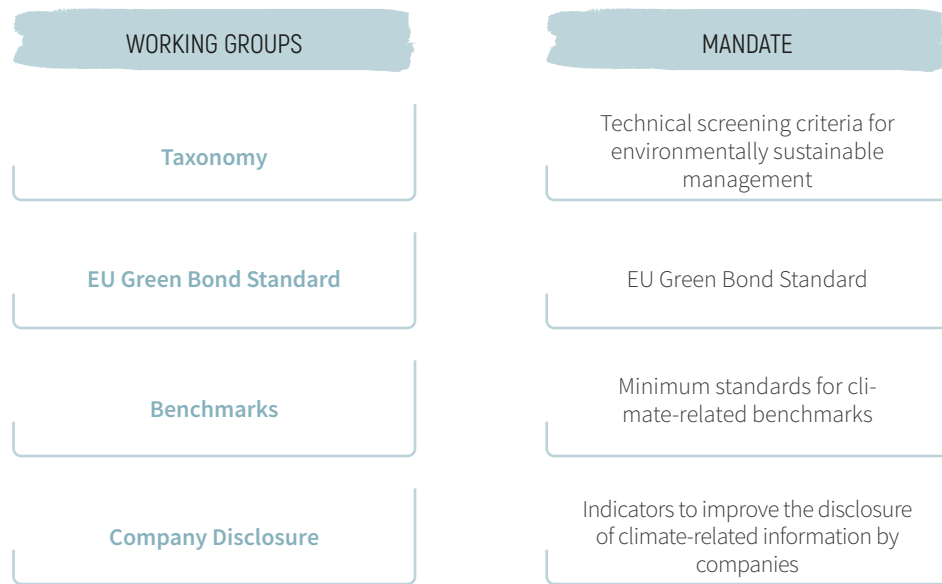 WORKING GROUPS
MANDATE
Taxonomy
Technical screening criteria for
environmentally sustainable
management
EU Green Bond Standard
EU Green Bond Standard
Benchmarks
Minimum standards for cli-
mate-related benchmarks
Company Disclosure
Indicators to improve the disclosure
of climate-related information by
companies